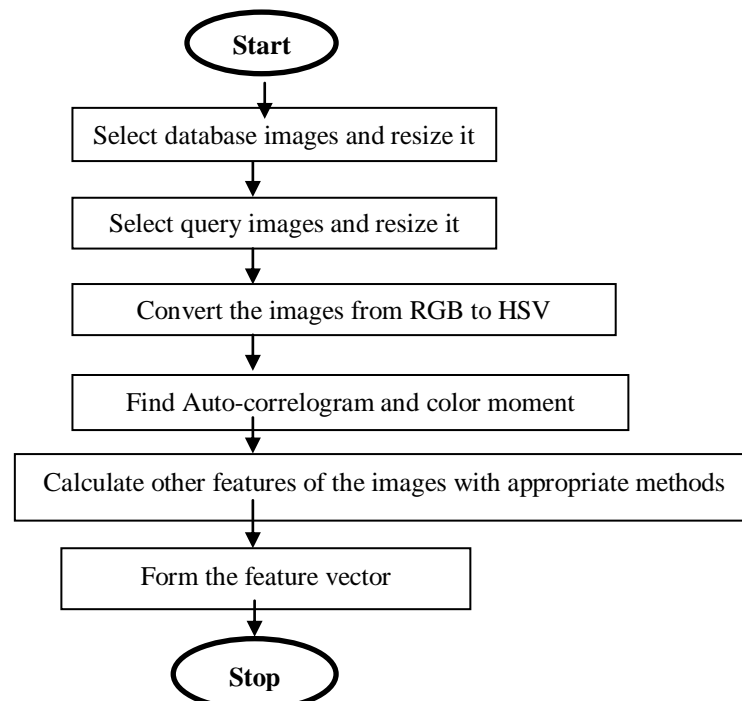 Start
Select database images and resize it
Select query images and resize it
Convert the images from RGB to HSV
Find Auto-correlogram and color moment
Calculate other features of the images with appropriate methods
Form the feature vector
Stop